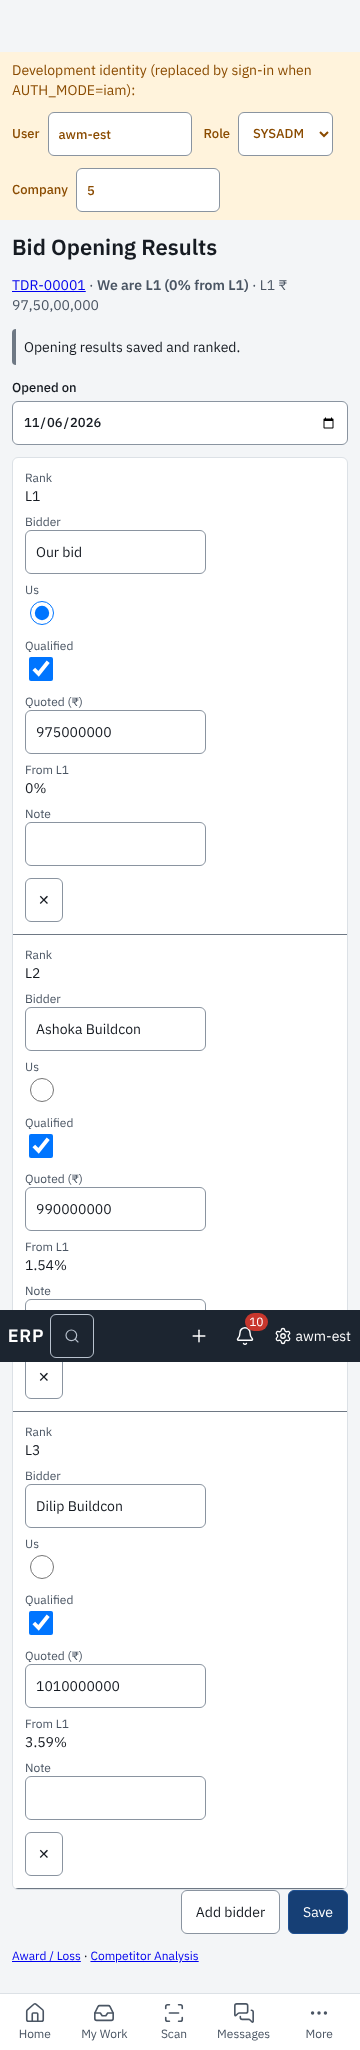 Development identity (replaced by sign-in when
AUTH_MODE=iam):
User awm-est Role SYSADM
Company 5
Bid Opening Results
TDR-00001 · We are L1 (0% from L1) · L1 ₹
97,50,00,000
Opening results saved and ranked.
Opened on
11/06/2026
Rank
L1
Bidder
Our bid
Us
Qualified
Quoted (₹)
975000000
From L1
0%
Note
×
Rank
L2
Bidder
Ashoka Buildcon
Us
Qualified
Quoted (₹)
990000000
From L1
1.54%
Note
ERP 10 awm-est
×
Rank
L3
Bidder
Dilip Buildcon
Us
Qualified
Quoted (₹)
1010000000
From L1
3.59%
Note
×
Add bidder Save
Award / Loss · Competitor Analysis
Home My Work Scan Messages More